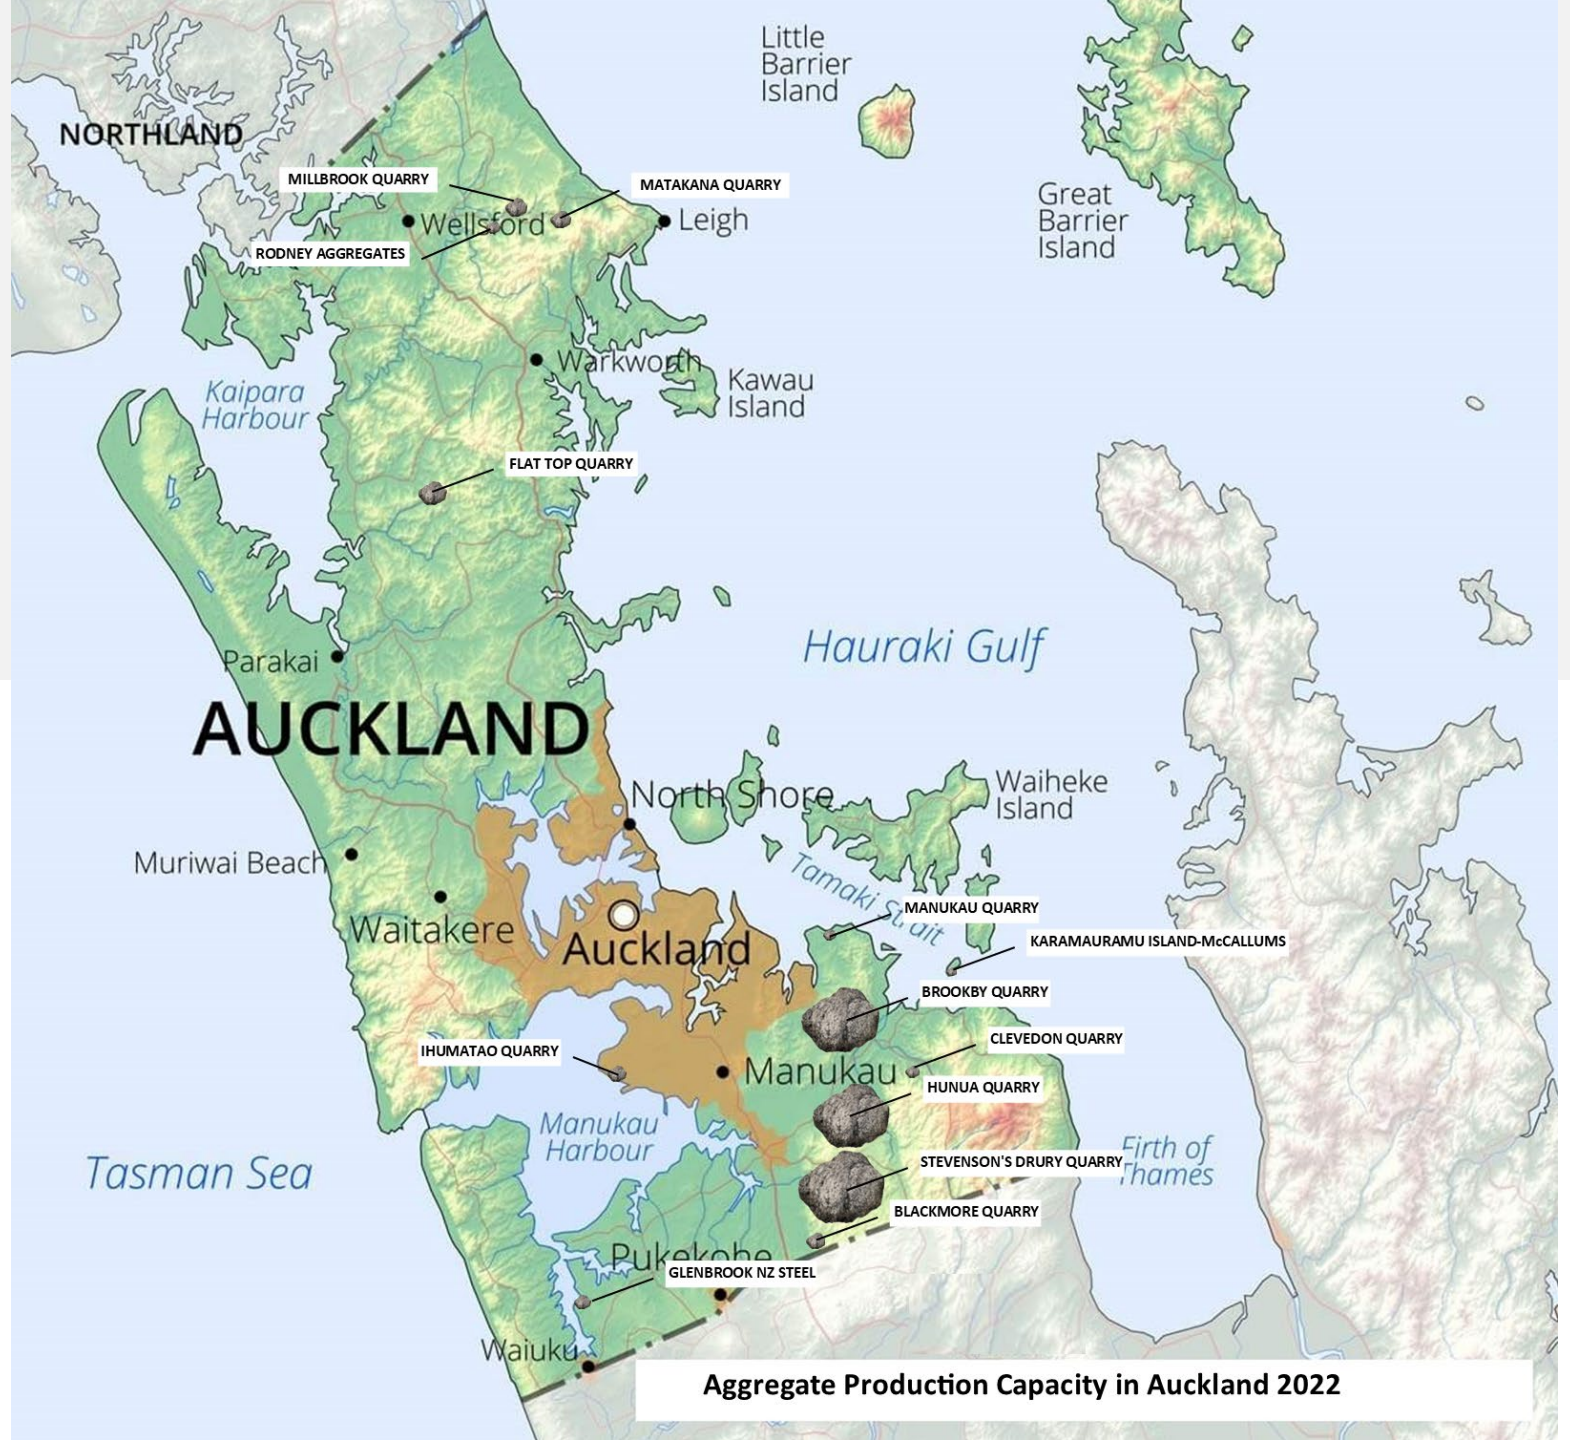 Little
Barrier
Island
NORTHLAND
MILLBROOK QUARRY
MATAKANA QUARRY
Great
Barrier
Island
Wellsford
Leigh
RODNEY AGGREGATES
Warkworth
Kaipara
Harbour
Kawau
Island
FLAT TOP QUARRY
Hauraki Gulf
Parakai
AUCKLAND
North Shore
Waiheke
Island
Muriwai Beach
Tamaki Strait
MANUKAU QUARRY
Waitakere
Auckland
KARAMAURAMU ISLAND-McCALLUMS
BROOKBY QUARRY
CLEVEDON QUARRY
IHUMATAO QUARRY
Manukau
HUNUA QUARRY
Manukau
Harbour
Tasman Sea
Firth of
Thames
STEVENSON'S DRURY QUARRY
BLACKMORE QUARRY
Pukekohe
GLENBROOK NZ STEEL
Waiuku
Aggregate Production Capacity in Auckland 2022